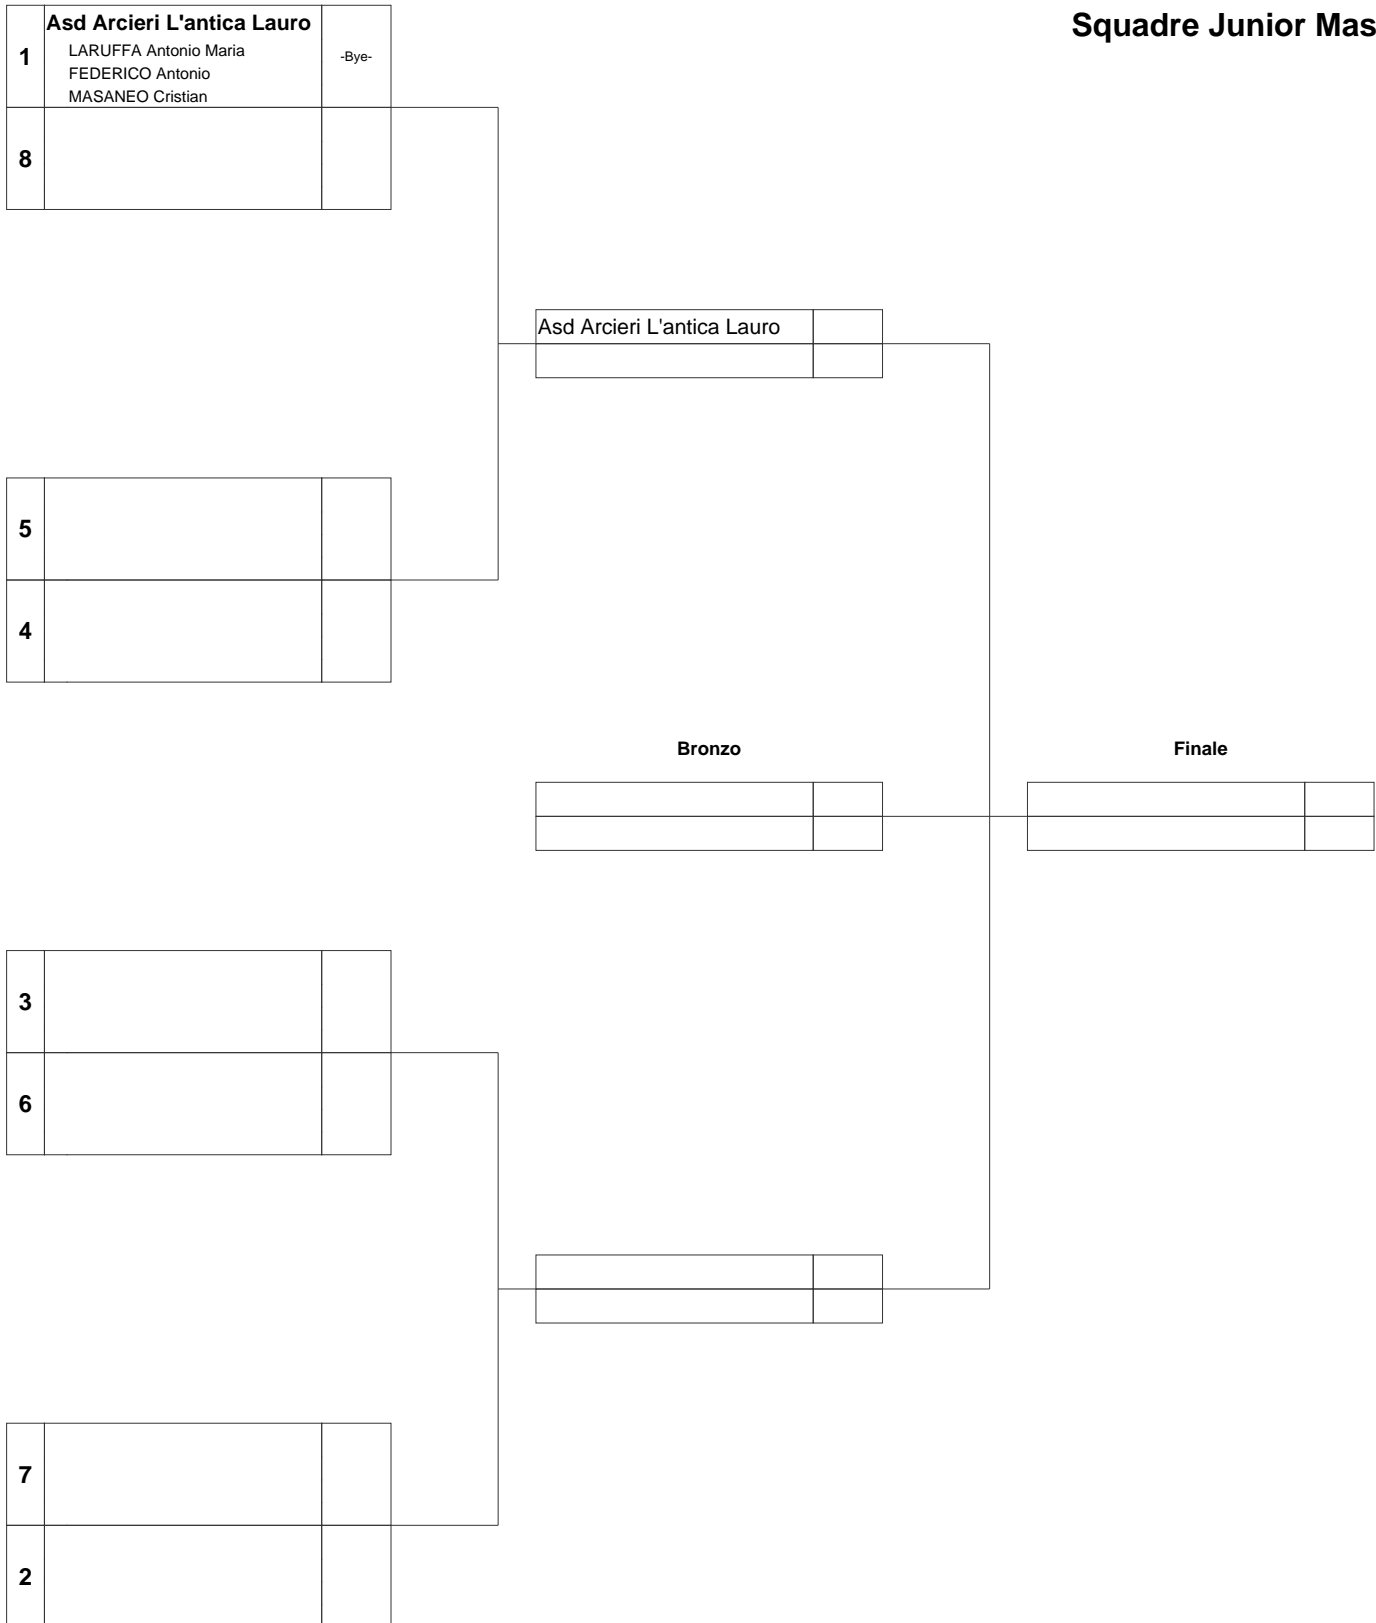 Squadre Junior Mas
1
Asd Arcieri L'antica Lauro
LARUFFA Antonio Maria
FEDERICO Antonio
MASANEO Cristian
-Bye-
8
Asd Arcieri L'antica Lauro
5
4
Bronzo
Finale
3
6
7
2